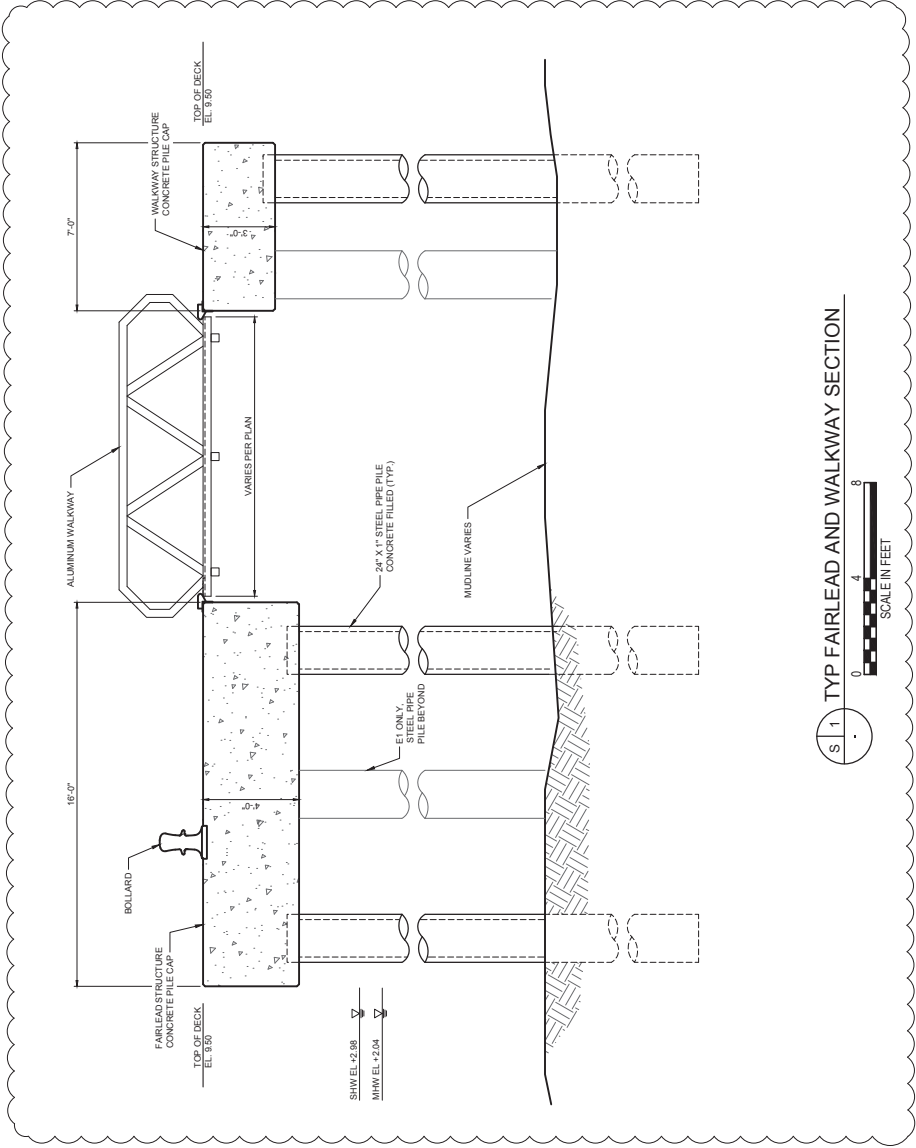 16'-0"
7'-0"
ALUMINUM WALKWAY
BOLLARD
FAIRLEAD STRUCTURE
CONCRETE PILE CAP
WALKWAY STRUCTURE
CONCRETE PILE CAP
TOP OF DECK
EL. 9.50
TOP OF DECK
EL. 9.50
4'-0"
3'-0"
VARIES PER PLAN
SHW EL +2.98
MHW EL +2.04
E1 ONLY,
STEEL PIPE
PILE BEYOND
24" X 1" STEEL PIPE PILE
CONCRETE FILLED (TYP.)
MUDLINE VARIES
S 1
-
TYP FAIRLEAD AND WALKWAY SECTION
0 4 8
SCALE IN FEET